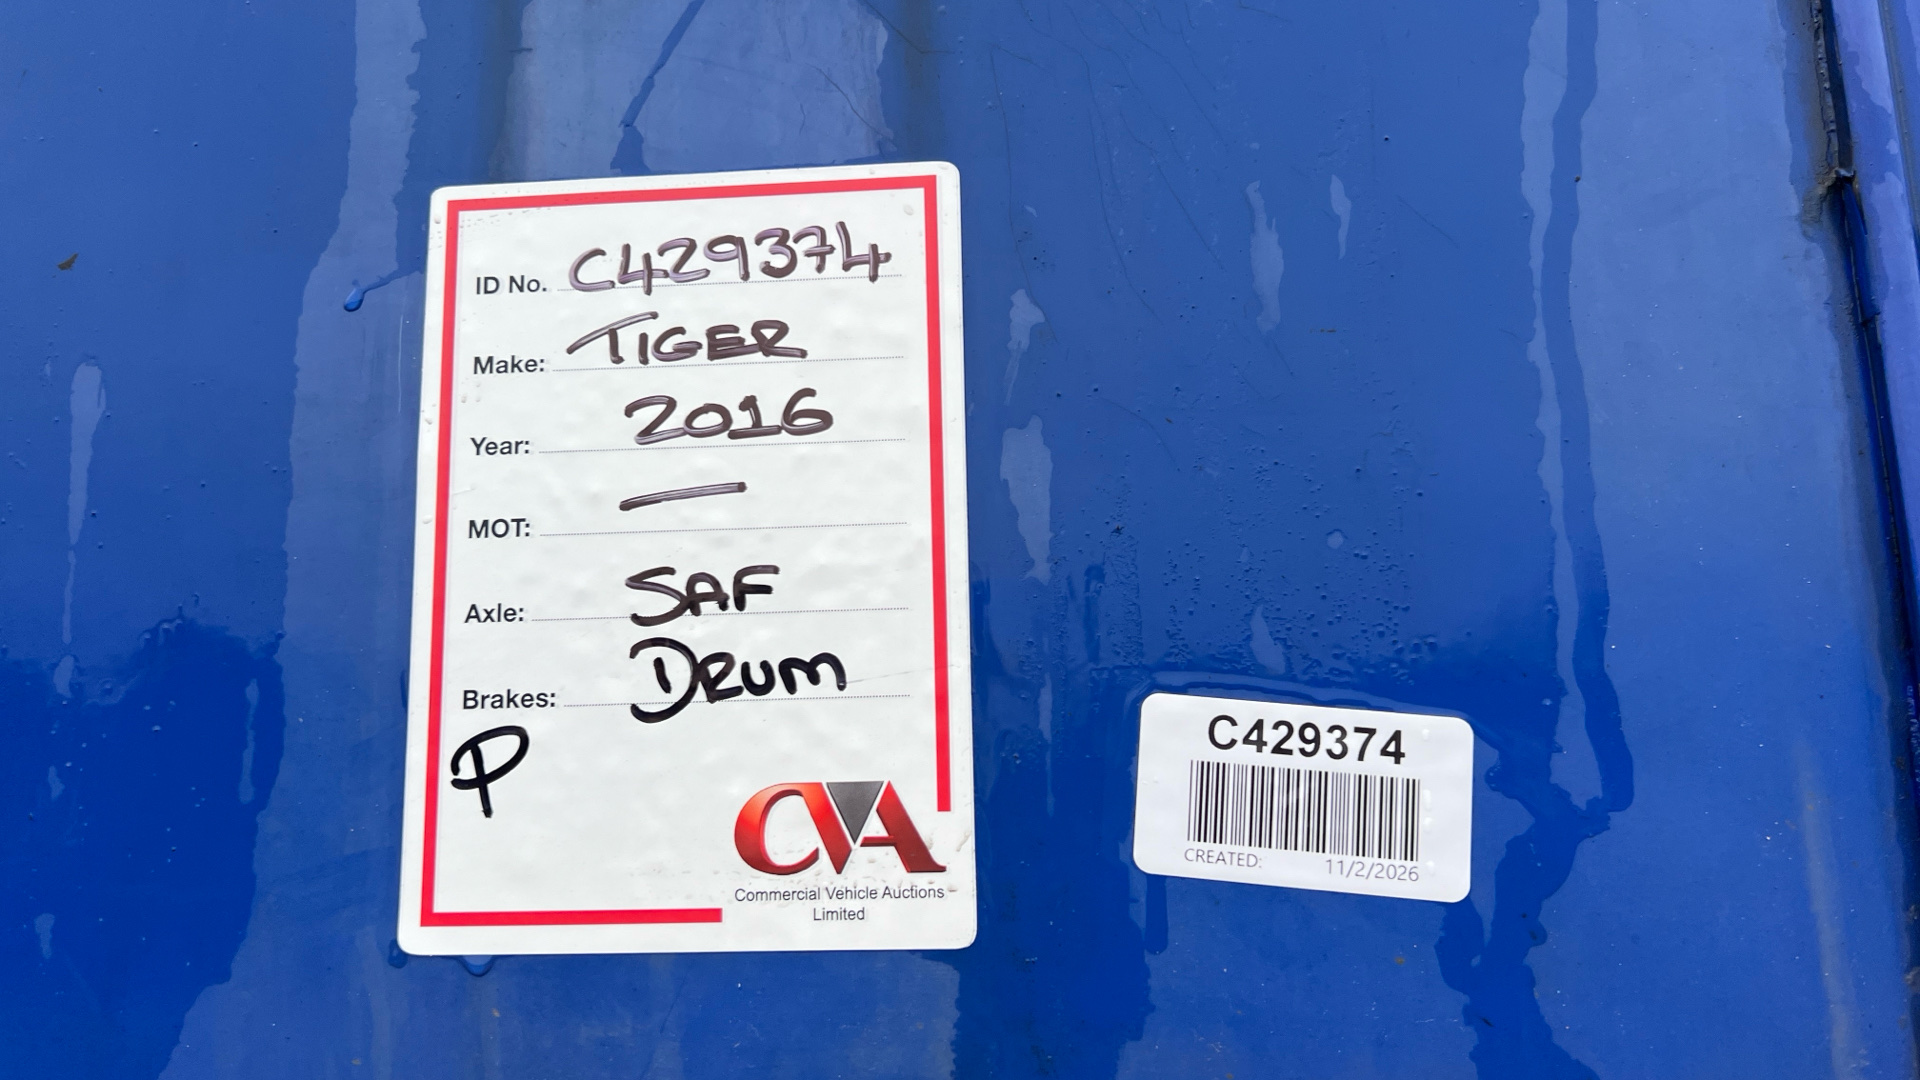 ID No. C429374
Make: TIGER
Year: 2016
MOT: —
Axle: SAF
Brakes: DRUM
P
CVA
Commercial Vehicle Auctions
Limited
C429374
CREATED: 11/2/2026